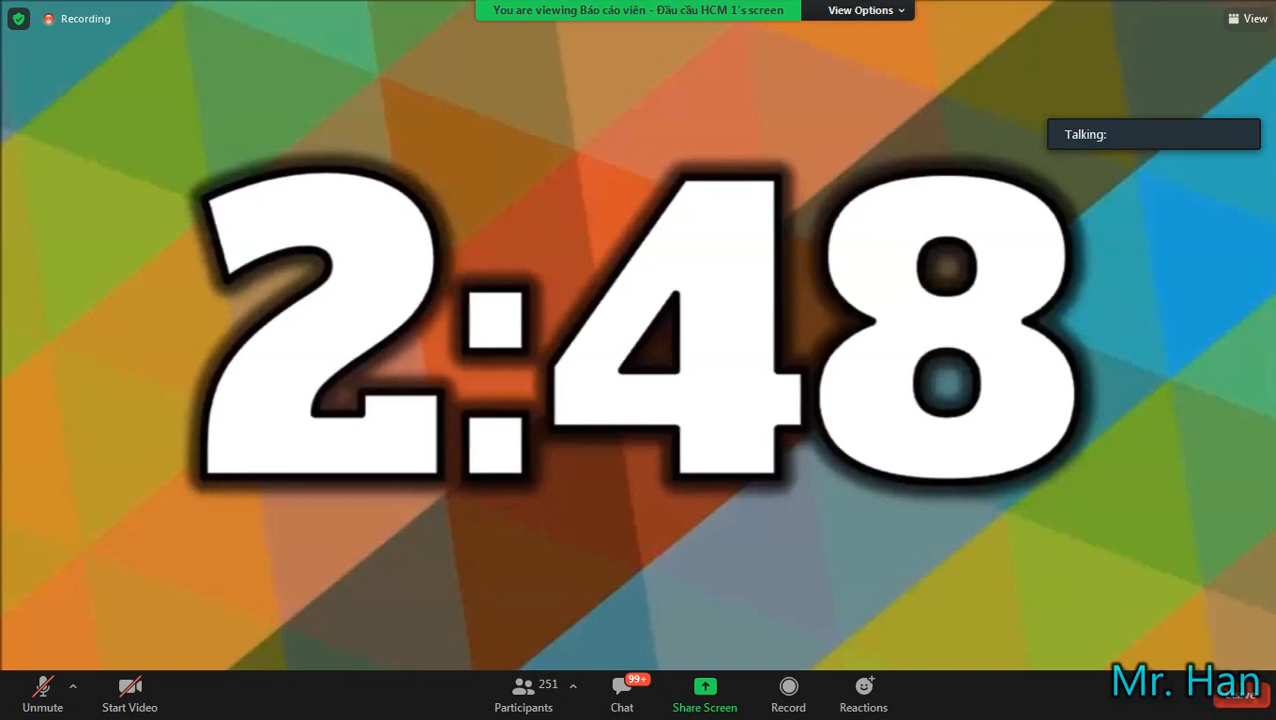 Recording
You are viewing Báo cáo viên - Đầu cầu HCM 1's screen
View Options
View
Talking:
2:48
251
99+
Unmute
Start Video
Participants
Chat
Share Screen
Record
Reactions
Mr. Han